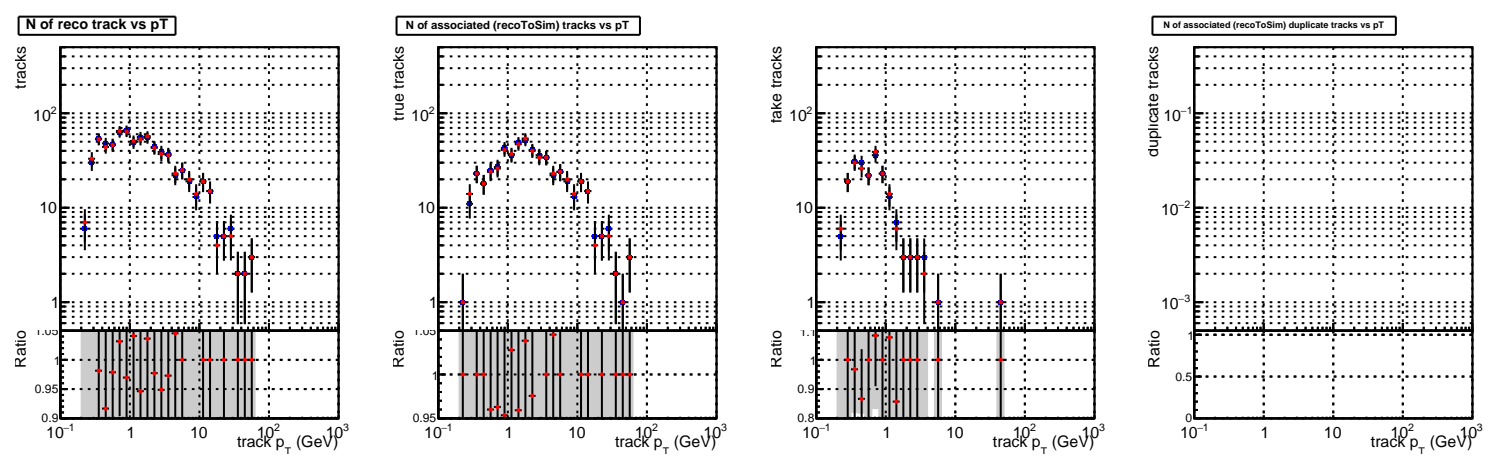 N of reco track vs pT
tracks
10²
10
1
Ratio
1.05
1
0.95
0.9
10⁻¹ 1 10 10² 10³
track p_T (GeV)
N of associated (recoToSim) tracks vs pT
true tracks
10²
10
1
Ratio
1.05
1
0.95
10⁻¹ 1 10 10² 10³
track p_T (GeV)
fake tracks
10²
10
1
Ratio
1.1
1
0.9
0.8
10⁻¹ 1 10 10² 10³
track p_T (GeV)
N of associated (recoToSim) duplicate tracks vs pT
duplicate tracks
10⁻¹
10⁻²
10⁻³
Ratio
1
0.5
0
10⁻¹ 1 10 10² 10³
track p_T (GeV)